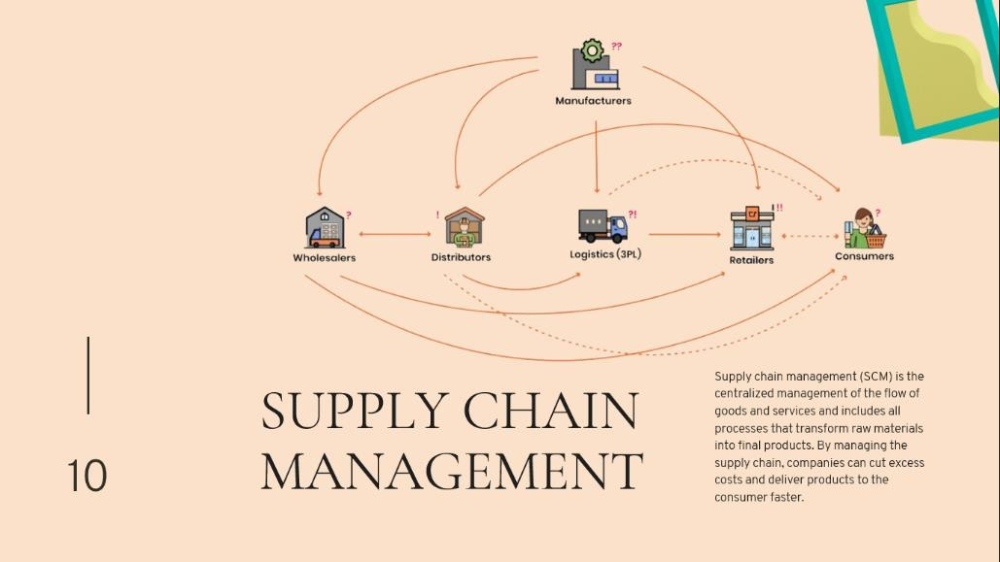 ??
Manufacturers
?
!
?!
!!!
?
Wholesalers
Distributors
Logistics (3PL)
Retailers
Consumers
Supply chain management (SCM) is the
centralized management of the flow of
goods and services and includes all
processes that transform raw materials
into final products. By managing the
supply chain, companies can cut excess
costs and deliver products to the
consumer faster.
SUPPLY CHAIN
MANAGEMENT
10